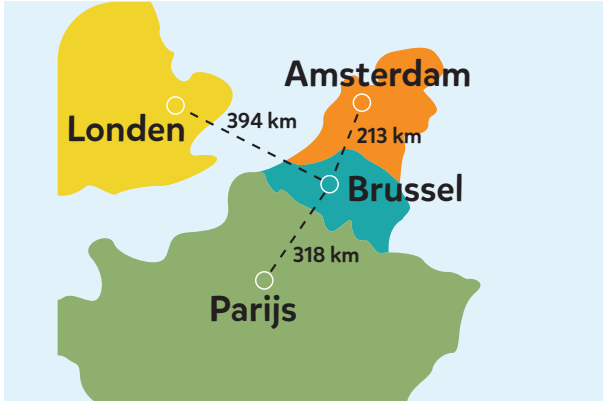 Amsterdam
Londen
394 km
213 km
Brussel
318 km
Parijs